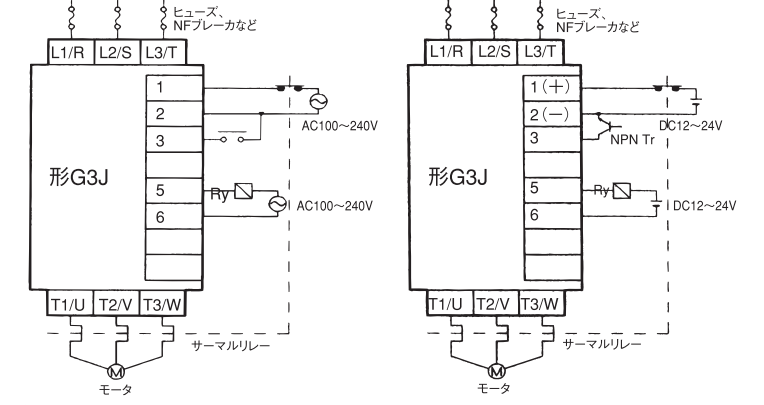 ヒューズ、
NFブレーカなど
L1/R L2/S L3/T
1
2
3
AC100〜240V
形G3J
5
Ry
6
AC100〜240V
T1/U T2/V T3/W
サーマルリレー
M
モータ
ヒューズ、
NFブレーカなど
L1/R L2/S L3/T
1(＋)
2(－)
3
DC12〜24V
NPN Tr
形G3J
5
Ry
6
DC12〜24V
T1/U T2/V T3/W
サーマルリレー
M
モータ